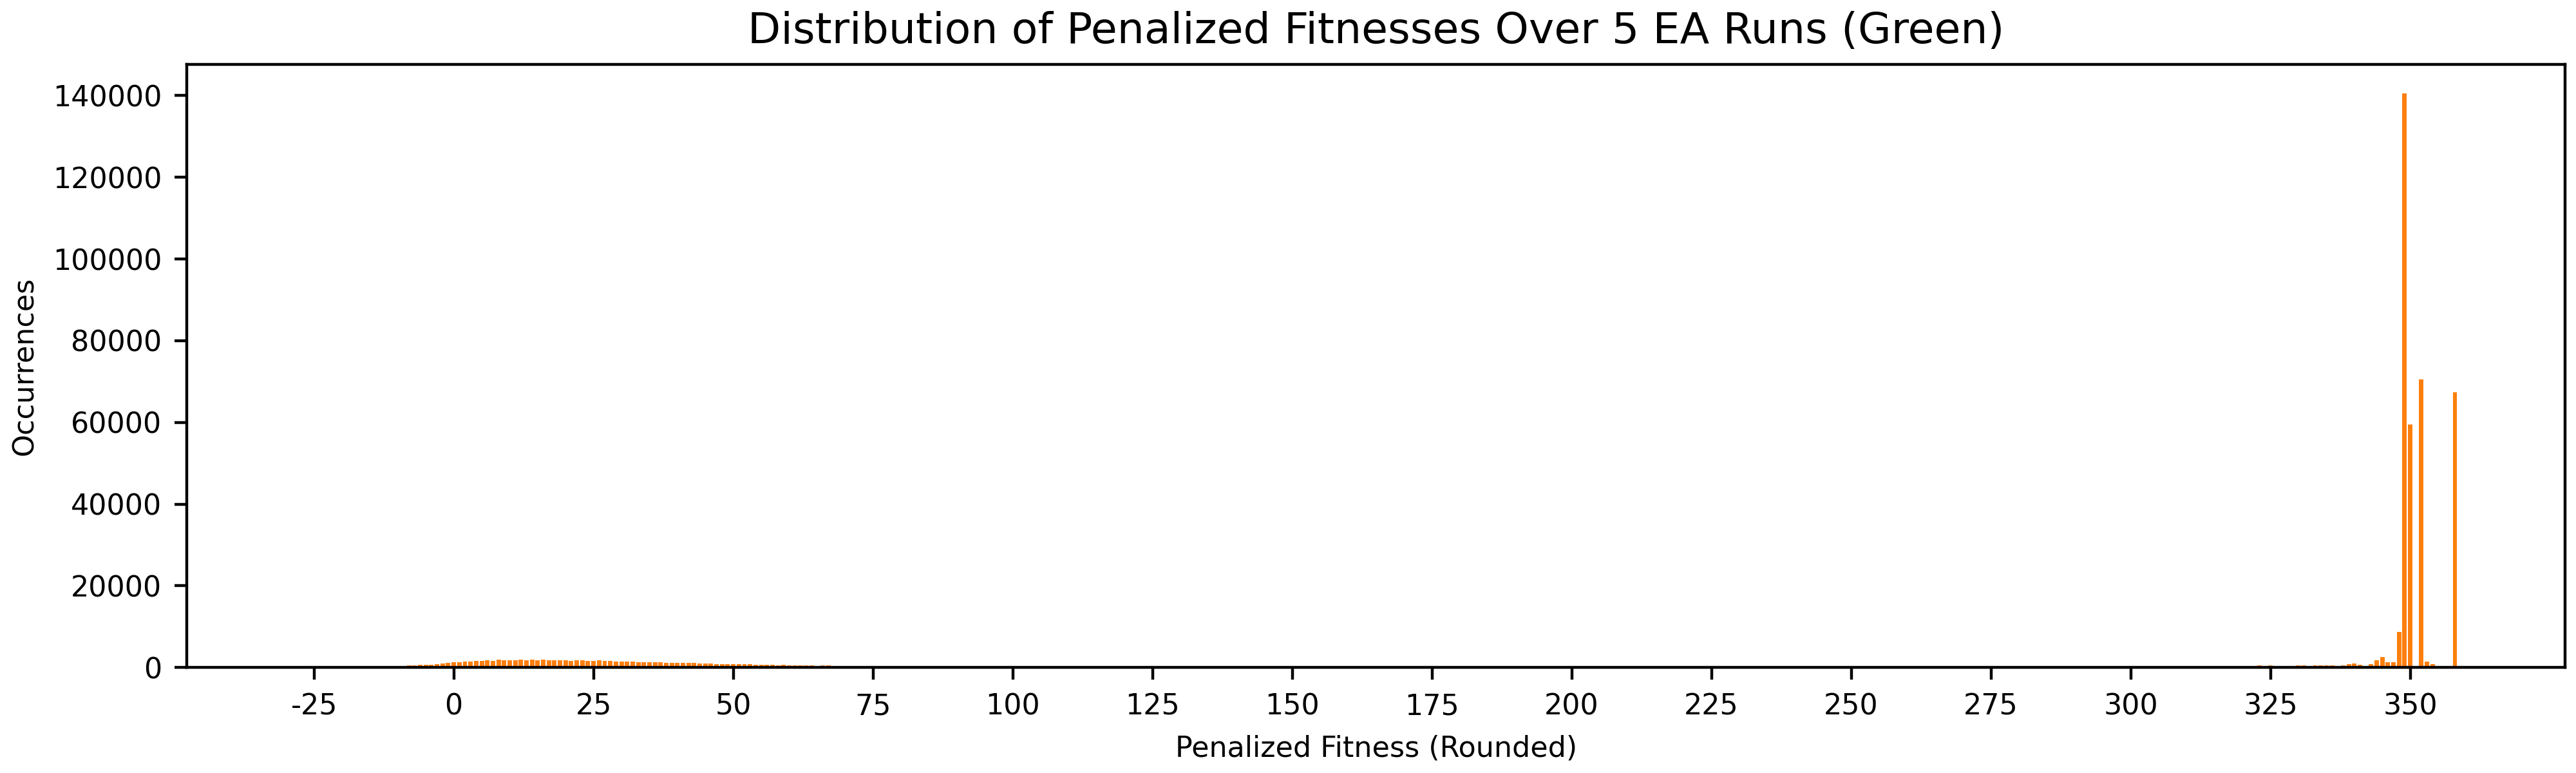 Distribution of Penalized Fitnesses Over 5 EA Runs (Green)
140000
120000
100000
80000
60000
40000
20000
0
Occurrences
-25 0 25 50 75 100 125 150 175 200 225 250 275 300 325 350
Penalized Fitness (Rounded)